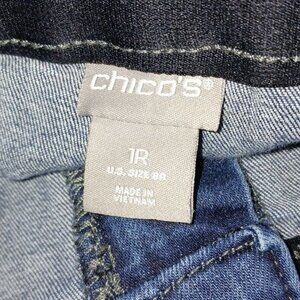 chico's®
1R
U.S. SIZE 8R
MADE IN
VIETNAM